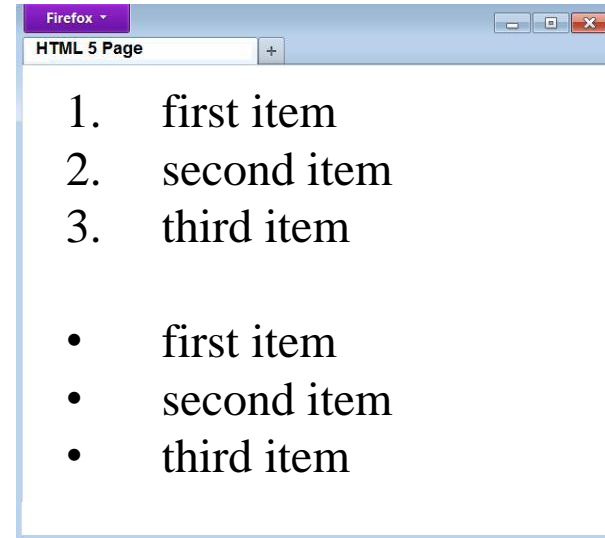 Firefox
HTML 5 Page
1. first item
2. second item
3. third item
• first item
• second item
• third item